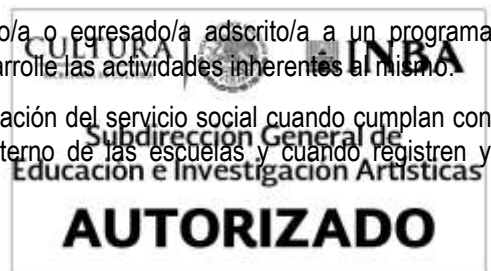 o/a o egresado/a adscrito/a a un programa
CULTURA INBA
arrolle las actividades inherentes al mismo.
ación del servicio social cuando cumplan con
Subdirección General de
terno de las escuelas y cuando registren y
Educación e Investigación Artísticas
AUTORIZADO